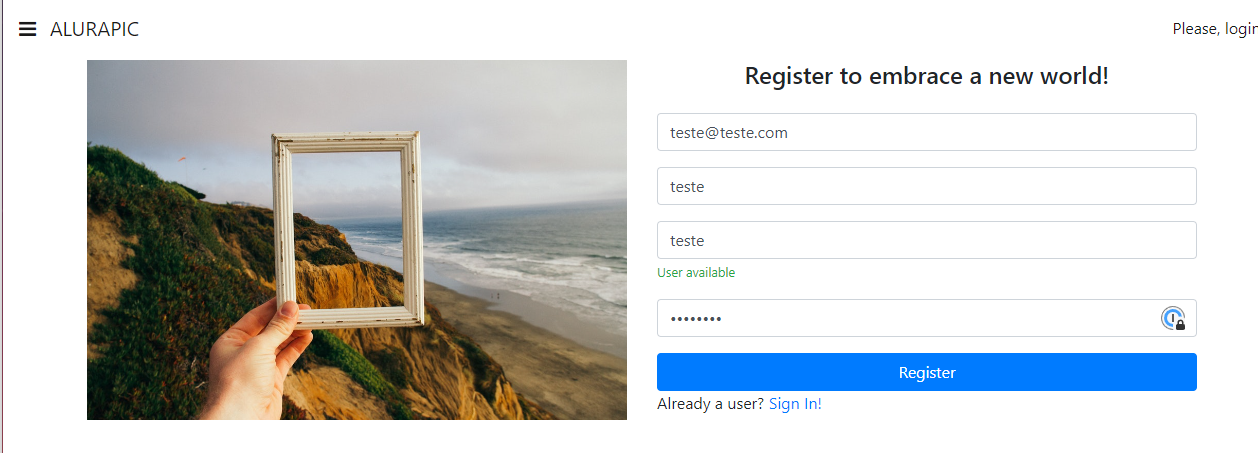 ALURAPIC
Please, login
Register to embrace a new world!
teste@teste.com
teste
teste
User available
••••••••
Register
Already a user? Sign In!